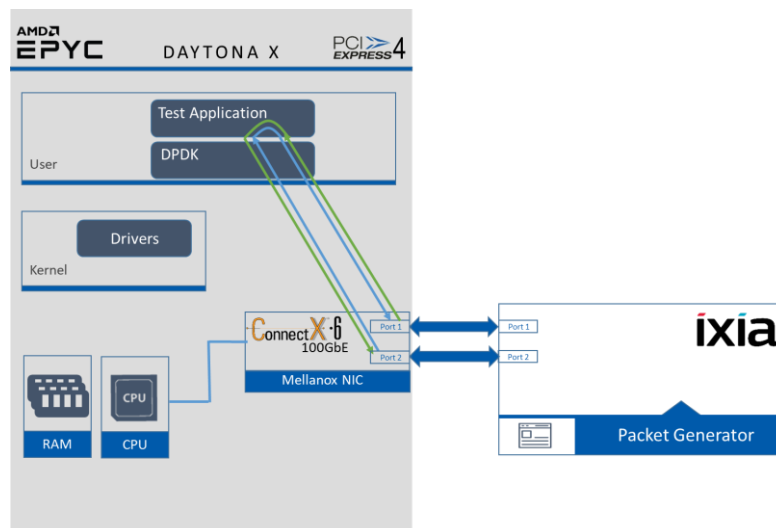 AMD
EPYC
DAYTONA X
PCI EXPRESS 4
Test Application
DPDK
User
Drivers
Kernel
ConnectX-6
100GbE
Port 1
Port 2
Mellanox NIC
Port 1
Port 2
ixia
Packet Generator
CPU
RAM
CPU